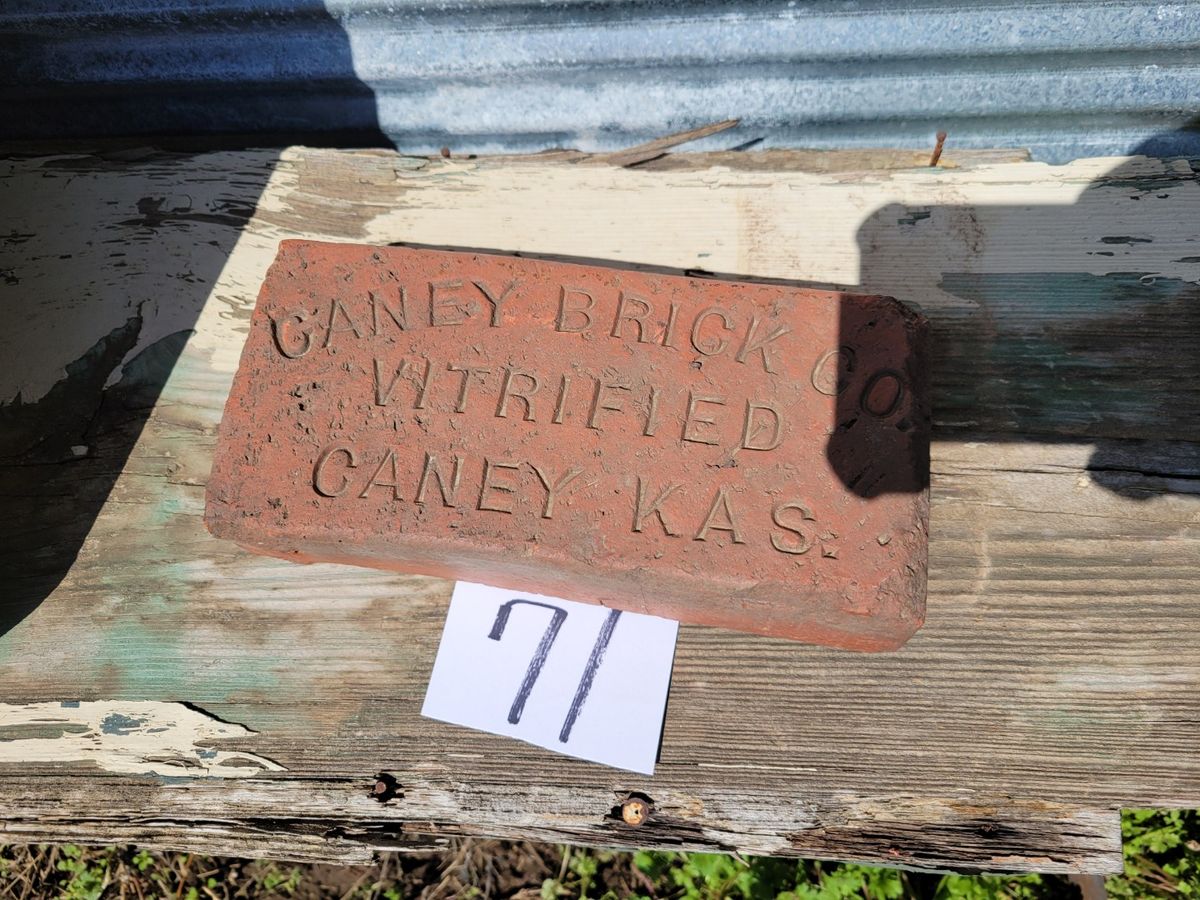 CANEY BRICK CO.
VITRIFIED
CANEY KAS.
71